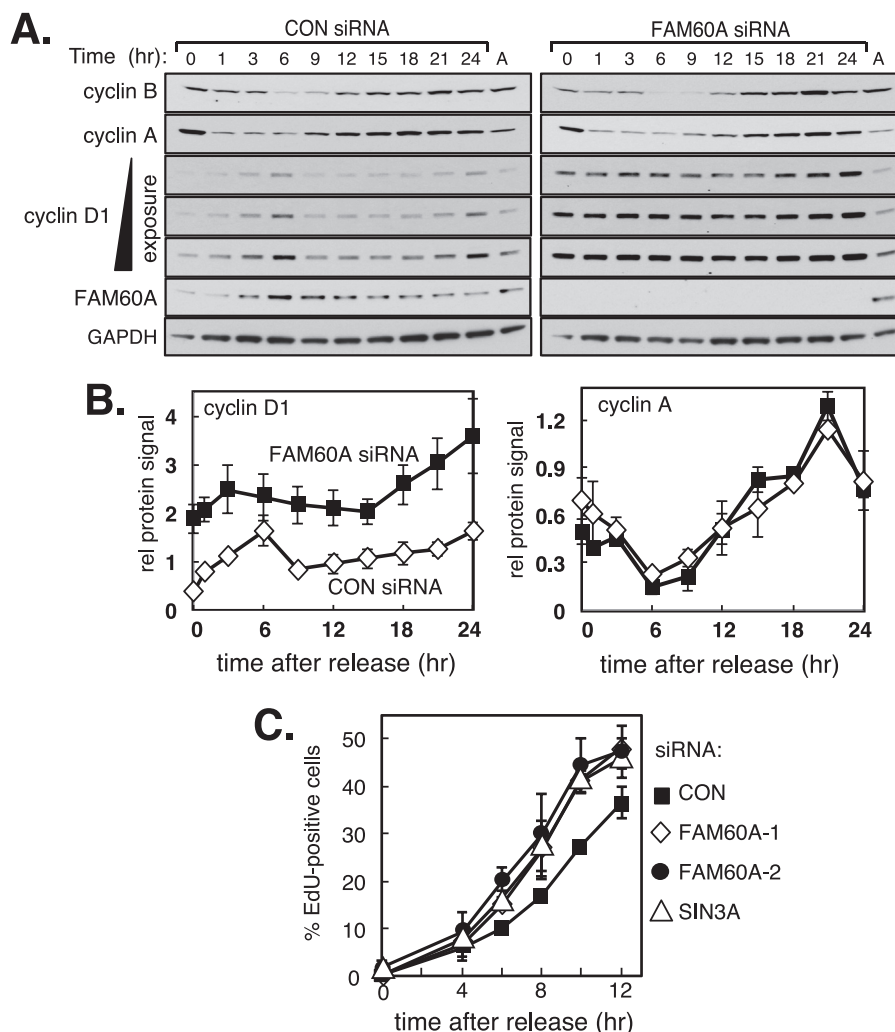 A.
CON siRNA
FAM60A siRNA
Time (hr): 0 1 3 6 9 12 15 18 21 24 A 0 1 3 6 9 12 15 18 21 24 A
cyclin B
cyclin A
cyclin D1
exposure
FAM60A
GAPDH
B.
cyclin D1
FAM60A siRNA
CON siRNA
rel protein signal
4
3
2
1
0
0 6 12 18 24
time after release (hr)
cyclin A
rel protein signal
1.2
0.9
0.6
0.3
0
0 6 12 18 24
time after release (hr)
C.
% EdU-positive cells
50
40
30
20
10
0
0 4 8 12
time after release (hr)
siRNA:
CON
FAM60A-1
FAM60A-2
SIN3A